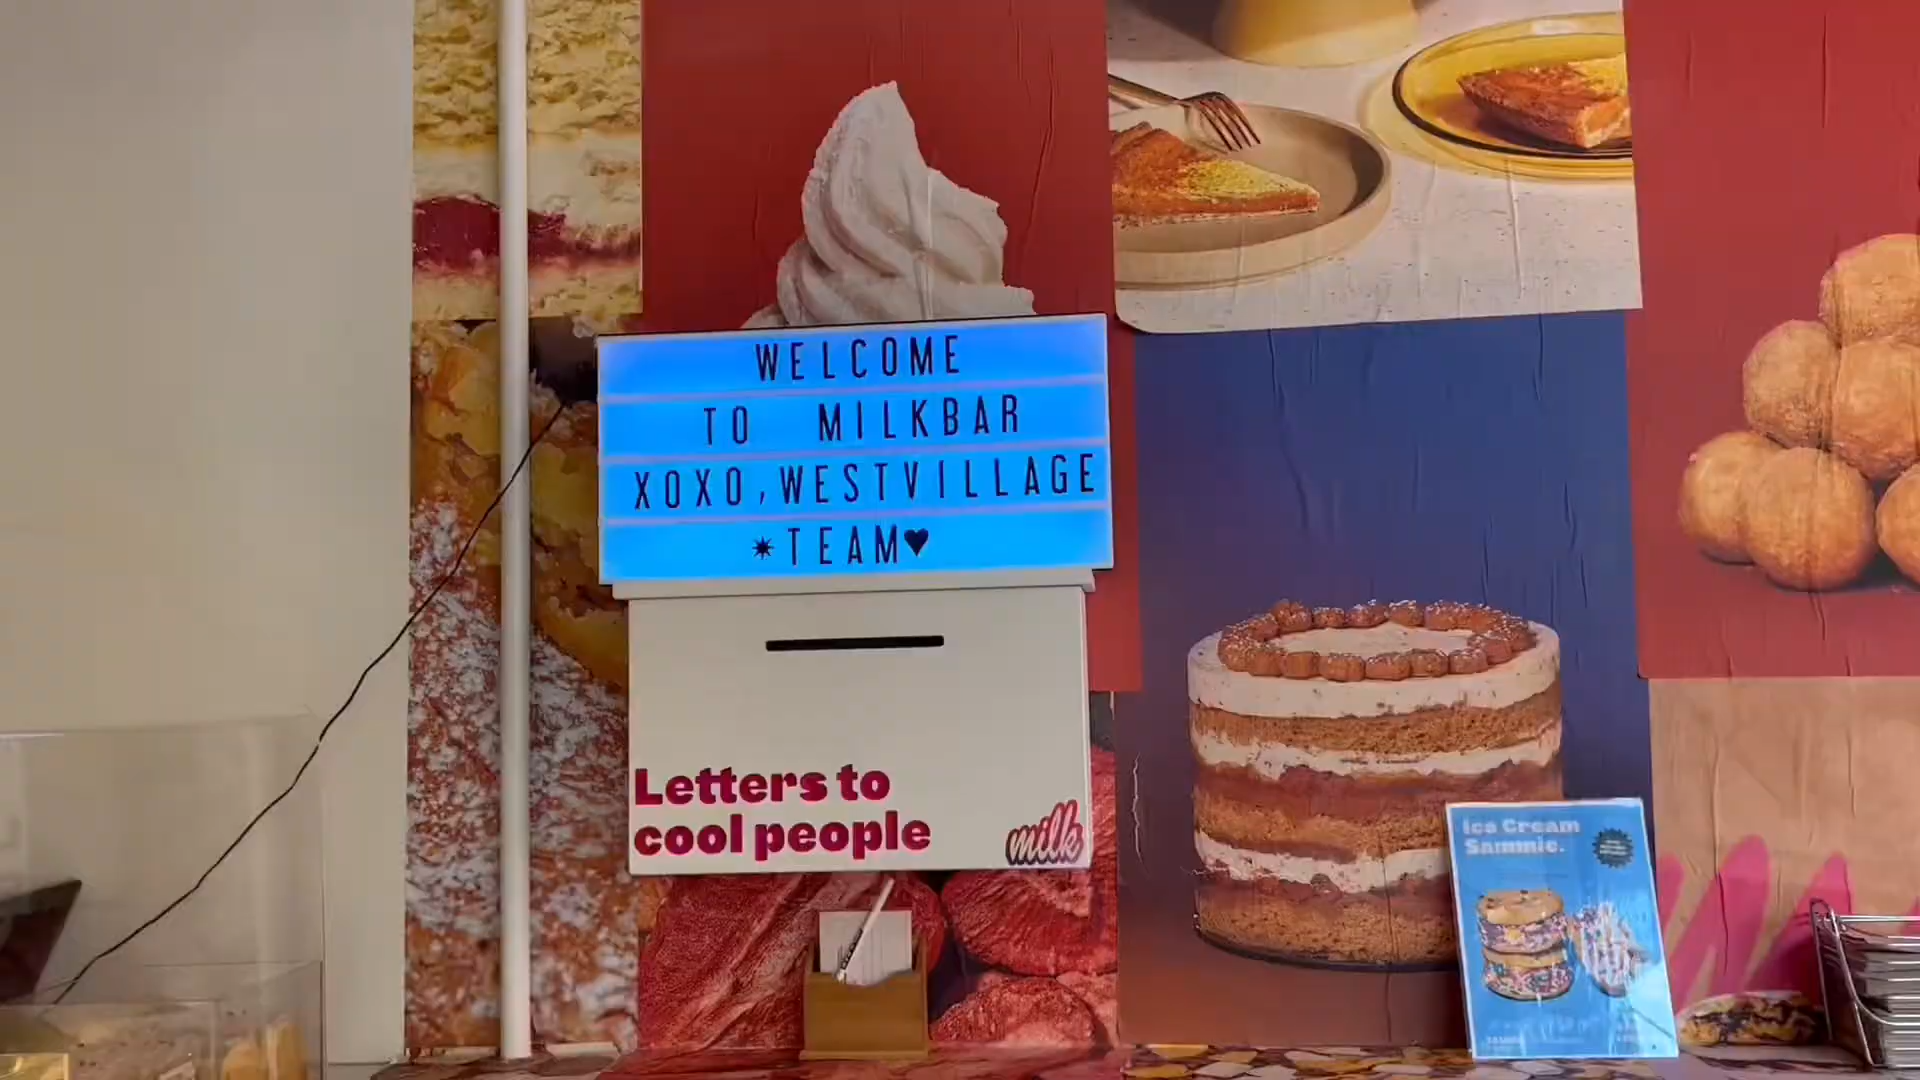 WELCOME
TO MILKBAR
XOXO, WESTVILLAGE
*TEAM♥
Letters to
cool people
milk
Ice Cream
Sammie.